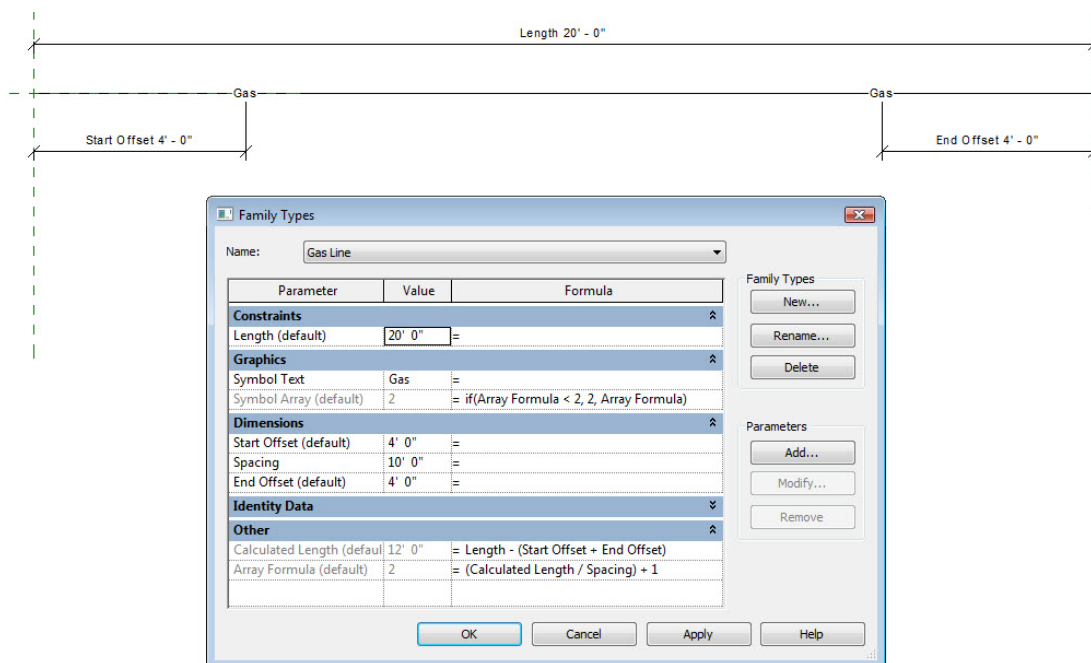 Length 20' - 0"
Gas Gas
Start Offset 4' - 0" End Offset 4' - 0"
Family Types
Name: Gas Line
Parameter Value Formula
Constraints
Length (default) 20' 0" =
Graphics
Symbol Text Gas =
Symbol Array (default) 2 = if(Array Formula < 2, 2, Array Formula)
Dimensions
Start Offset (default) 4' 0" =
Spacing 10' 0" =
End Offset (default) 4' 0" =
Identity Data
Other
Calculated Length (defaul 12' 0" = Length - (Start Offset + End Offset)
Array Formula (default) 2 = (Calculated Length / Spacing) + 1
Family Types
New...
Rename...
Delete
Parameters
Add...
Modify...
Remove
OK Cancel Apply Help